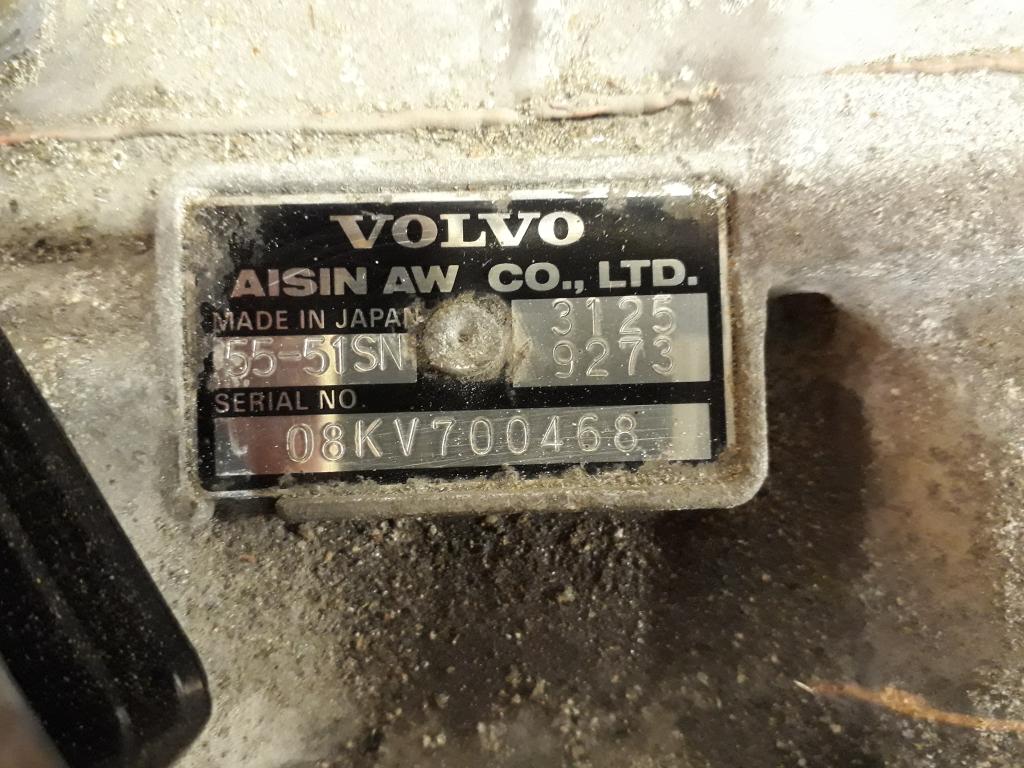 VOLVO
AISIN AW CO., LTD.
MADE IN JAPAN 3125
55-51SN 9273
SERIAL NO
08KV700468